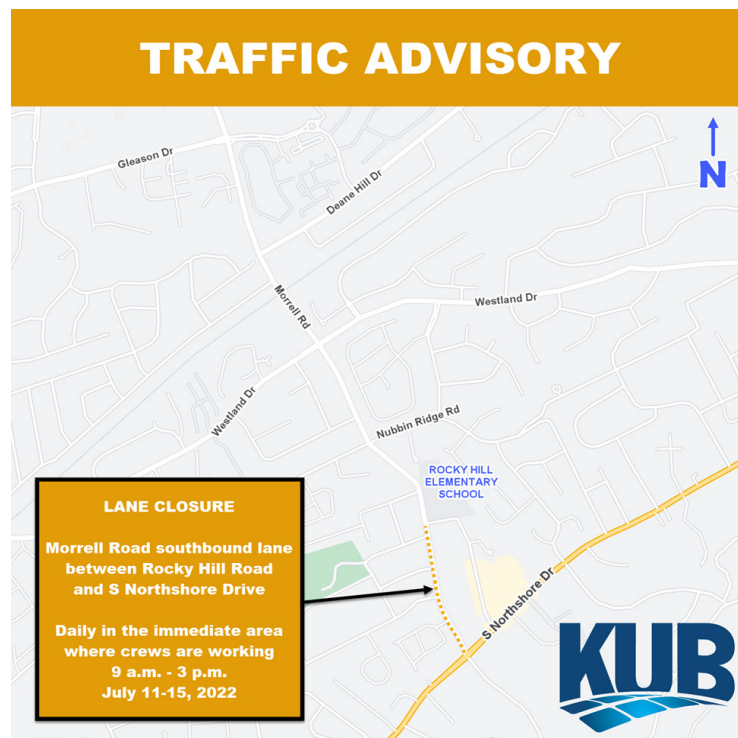 TRAFFIC ADVISORY
N
Gleason Dr
Deane Hill Dr
Morrell Rd
Westland Dr
Westland Dr
Nubbin Ridge Rd
ROCKY HILL
ELEMENTARY
SCHOOL
S Northshore Dr
LANE CLOSURE
Morrell Road southbound lane
between Rocky Hill Road
and S Northshore Drive
Daily in the immediate area
where crews are working
9 a.m. - 3 p.m.
July 11-15, 2022
KUB